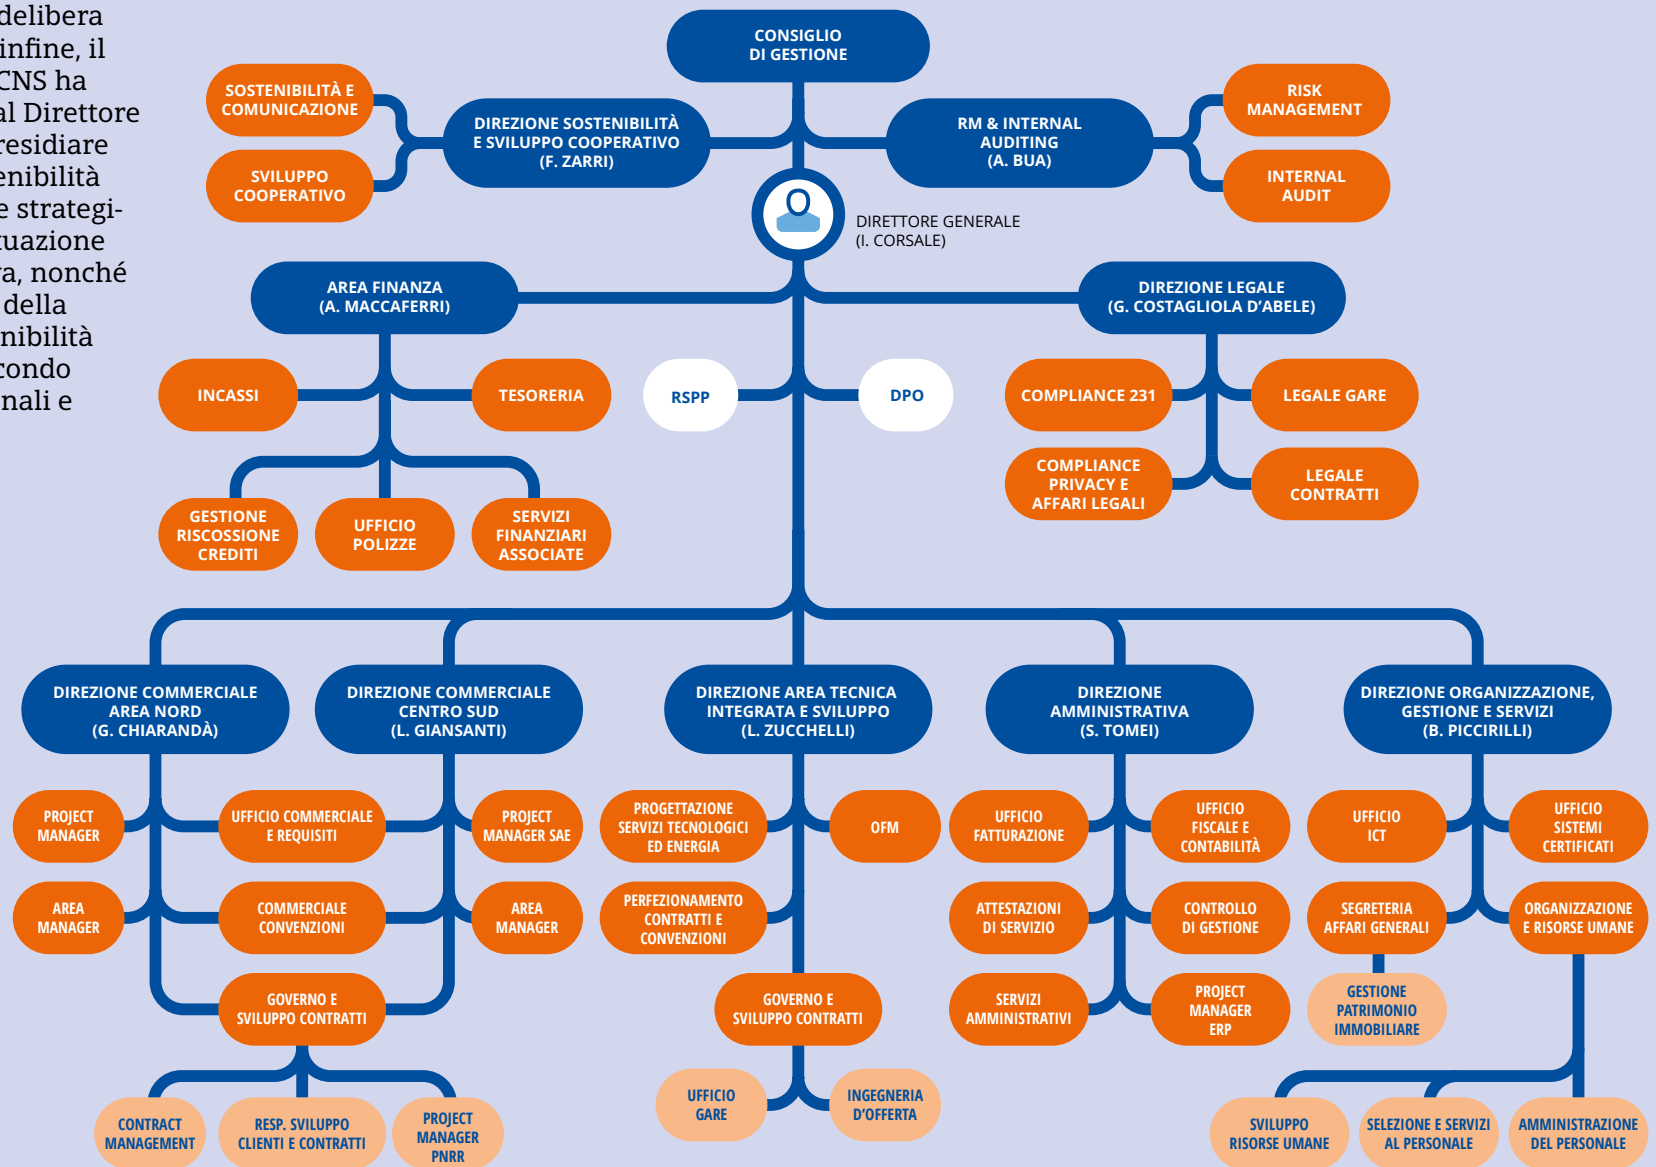 delibera
infine, il
CNS ha
al Direttore
residiare
enibilità
e strategi-
tuazione
va, nonché
della
nibilità
condo
nali e
CONSIGLIO
DI GESTIONE
SOSTENIBILITÀ E
COMUNICAZIONE
SVILUPPO
COOPERATIVO
DIREZIONE SOSTENIBILITÀ
E SVILUPPO COOPERATIVO
(F. ZARRI)
RM & INTERNAL
AUDITING
(A. BUA)
RISK
MANAGEMENT
INTERNAL
AUDIT
DIRETTORE GENERALE
(I. CORSALE)
AREA FINANZA
(A. MACCAFERRI)
DIREZIONE LEGALE
(G. COSTAGLIOLA D’ABELE)
INCASSI
TESORERIA
RSPP
DPO
COMPLIANCE 231
LEGALE GARE
COMPLIANCE
PRIVACY E
AFFARI LEGALI
LEGALE
CONTRATTI
GESTIONE
RISCOSSIONE
CREDITI
UFFICIO
POLIZZE
SERVIZI
FINANZIARI
ASSOCIATE
DIREZIONE COMMERCIALE
AREA NORD
(G. CHIARANDÀ)
DIREZIONE COMMERCIALE
CENTRO SUD
(L. GIANSANTI)
DIREZIONE AREA TECNICA
INTEGRATA E SVILUPPO
(L. ZUCCHELLI)
DIREZIONE
AMMINISTRATIVA
(S. TOMEI)
DIREZIONE ORGANIZZAZIONE,
GESTIONE E SERVIZI
(B. PICCIRILLI)
PROJECT
MANAGER
UFFICIO COMMERCIALE
E REQUISITI
PROJECT
MANAGER SAE
PROGETTAZIONE
SERVIZI TECNOLOGICI
ED ENERGIA
OFM
UFFICIO
FATTURAZIONE
UFFICIO
FISCALE E
CONTABILITÀ
UFFICIO
ICT
UFFICIO
SISTEMI
CERTIFICATI
AREA
MANAGER
COMMERCIALE
CONVENZIONI
AREA
MANAGER
PERFEZIONAMENTO
CONTRATTI E
CONVENZIONI
ATTESTAZIONI
DI SERVIZIO
CONTROLLO
DI GESTIONE
SEGRETERIA
AFFARI GENERALI
ORGANIZZAZIONE
E RISORSE UMANE
GOVERNO E
SVILUPPO CONTRATTI
GOVERNO E
SVILUPPO CONTRATTI
SERVIZI
AMMINISTRATIVI
PROJECT
MANAGER
ERP
GESTIONE
PATRIMONIO
IMMOBILIARE
CONTRACT
MANAGEMENT
RESP. SVILUPPO
CLIENTI E CONTRATTI
PROJECT
MANAGER
PNRR
UFFICIO
GARE
INGEGNERIA
D’OFFERTA
SVILUPPO
RISORSE UMANE
SELEZIONE E SERVIZI
AL PERSONALE
AMMINISTRAZIONE
DEL PERSONALE